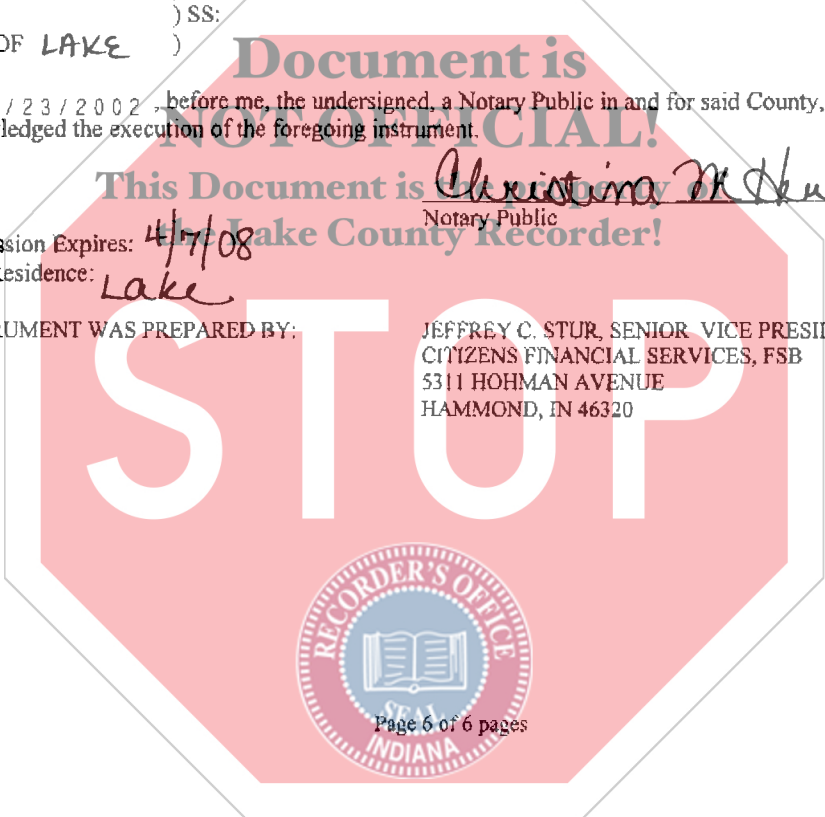 ) SS:
OF LAKE )
Document is
/23/2002, before me, the undersigned, a Notary Public in and for said County,
ledged the execution of the foregoing instrument.
NOT OFFICIAL!
This Document is the property of
Christina M
Notary Public
the Lake County Recorder!
sion Expires: 4/7/08
esidence: Lake
RUMENT WAS PREPARED BY:
JEFFREY C. STUR, SENIOR VICE PRESI
CITIZENS FINANCIAL SERVICES, FSB
5311 HOHMAN AVENUE
HAMMOND, IN 46320
STOP
RECORDER'S OFFICE
SEAL
INDIANA
Page 6 of 6 pages